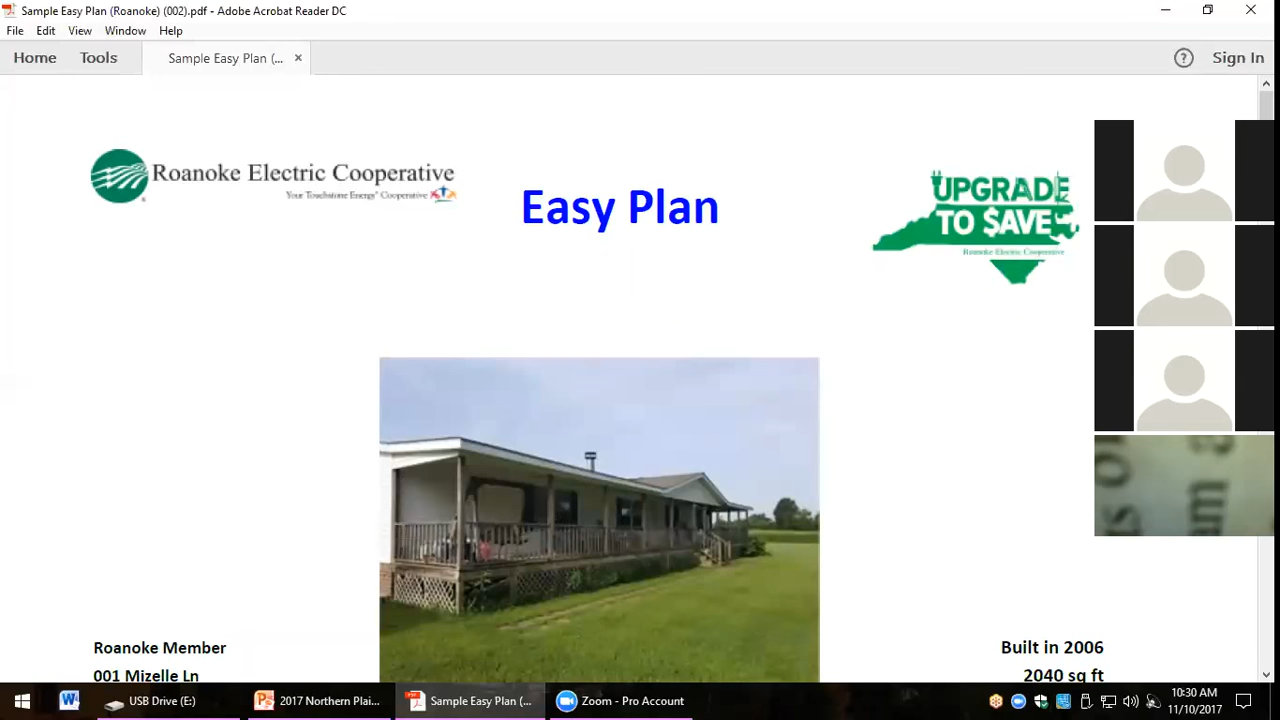 Sample Easy Plan (Roanoke) (002).pdf - Adobe Acrobat Reader DC
File Edit View Window Help
Home Tools Sample Easy Plan (... × ? Sign In
Roanoke Electric Cooperative
Your Touchstone Energy® Cooperative
Easy Plan
UPGRADE
TO $AVE
Roanoke Electric Cooperative
Roanoke Member
001 Mizelle Ln
Built in 2006
2040 sq ft
USB Drive (E:) 2017 Northern Plai... Sample Easy Plan (... Zoom - Pro Account 10:30 AM
11/10/2017